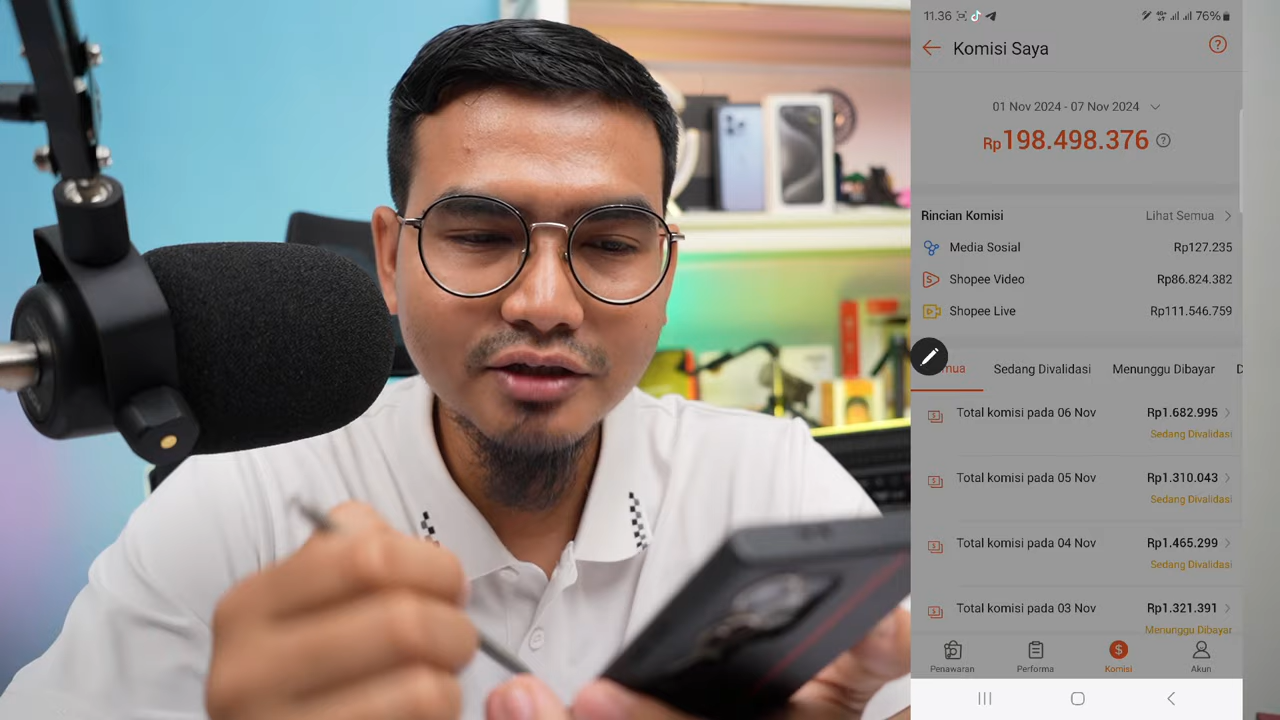 11.36
76%
Komisi Saya
01 Nov 2024 - 07 Nov 2024
Rp198.498.376
Rincian Komisi
Lihat Semua
Media Sosial
Rp127.235
Shopee Video
Rp86.824.382
Shopee Live
Rp111.546.759
mua
Sedang Divalidasi
Menunggu Dibayar
D
Total komisi pada 06 Nov
Rp1.682.995
Sedang Divalidasi
Total komisi pada 05 Nov
Rp1.310.043
Sedang Divalidasi
Total komisi pada 04 Nov
Rp1.465.299
Sedang Divalidasi
Total komisi pada 03 Nov
Rp1.321.391
Menunggu Dibayar
Penawaran
Performa
Komisi
Akun